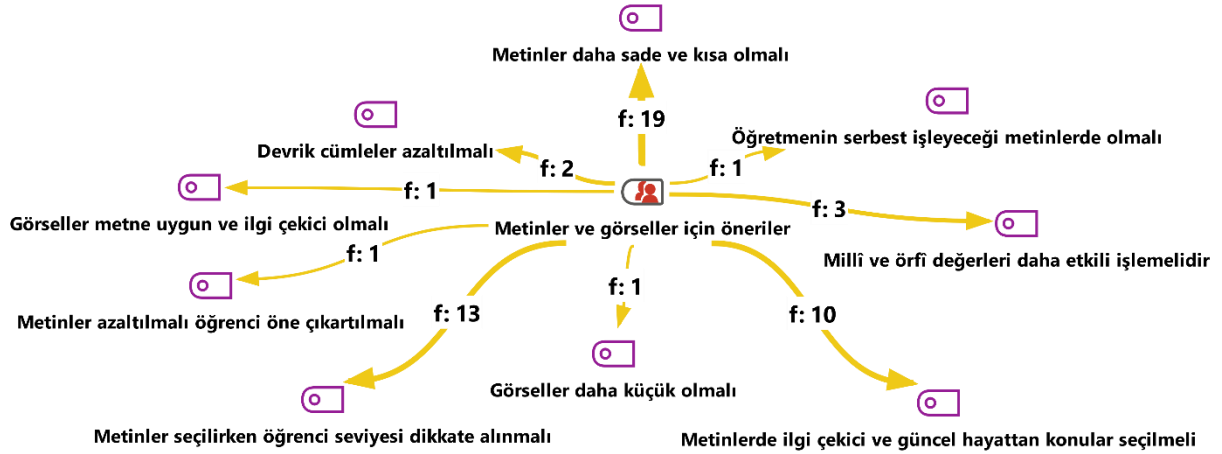 Metinler daha sade ve kısa olmalı
f: 19
Öğretmenin serbest işleyeceği metinlerde olmalı
f: 1
Devrik cümleler azaltılmalı
f: 2
Görseller metne uygun ve ilgi çekici olmalı
f: 1
f: 3
Millî ve örfî değerleri daha etkili işlemelidir
Metinler ve görseller için öneriler
f: 1
Metinler azaltılmalı öğrenci öne çıkartılmalı
f: 13
Metinler seçilirken öğrenci seviyesi dikkate alınmalı
f: 1
Görseller daha küçük olmalı
f: 10
Metinlerde ilgi çekici ve güncel hayattan konular seçilmeli